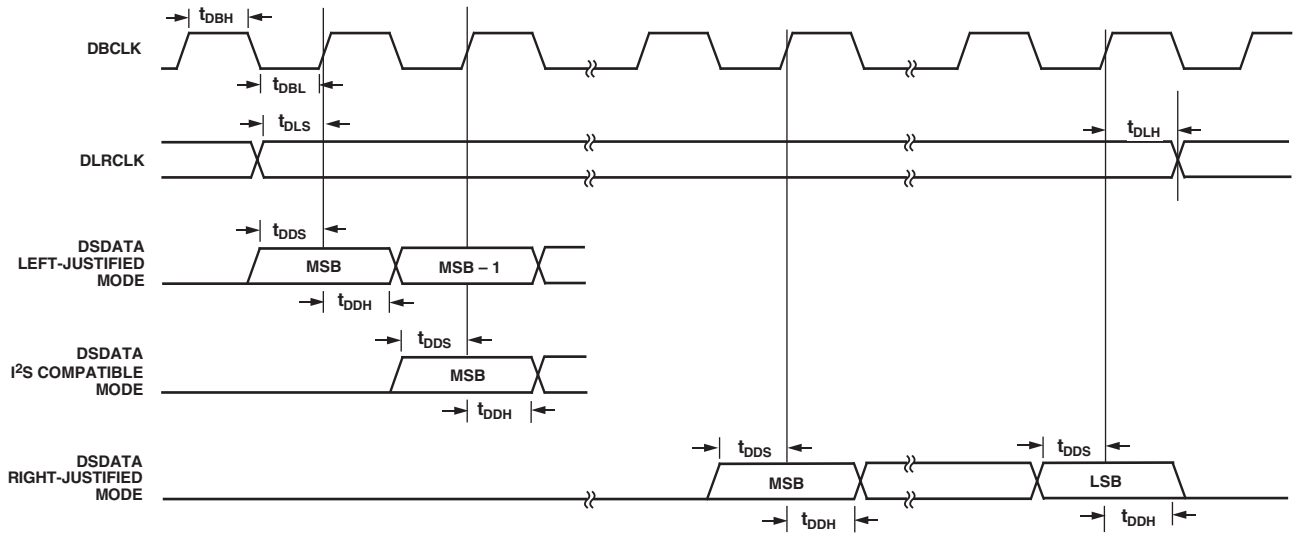 tDBH
DBCLK
tDBL
tDLS
tDLH
DLRCLK
tDDS
DSDATA
LEFT-JUSTIFIED
MODE
MSB
MSB – 1
tDDH
tDDS
DSDATA
I²S COMPATIBLE
MODE
MSB
tDDH
tDDS
tDDS
DSDATA
RIGHT-JUSTIFIED
MODE
MSB
LSB
tDDH
tDDH